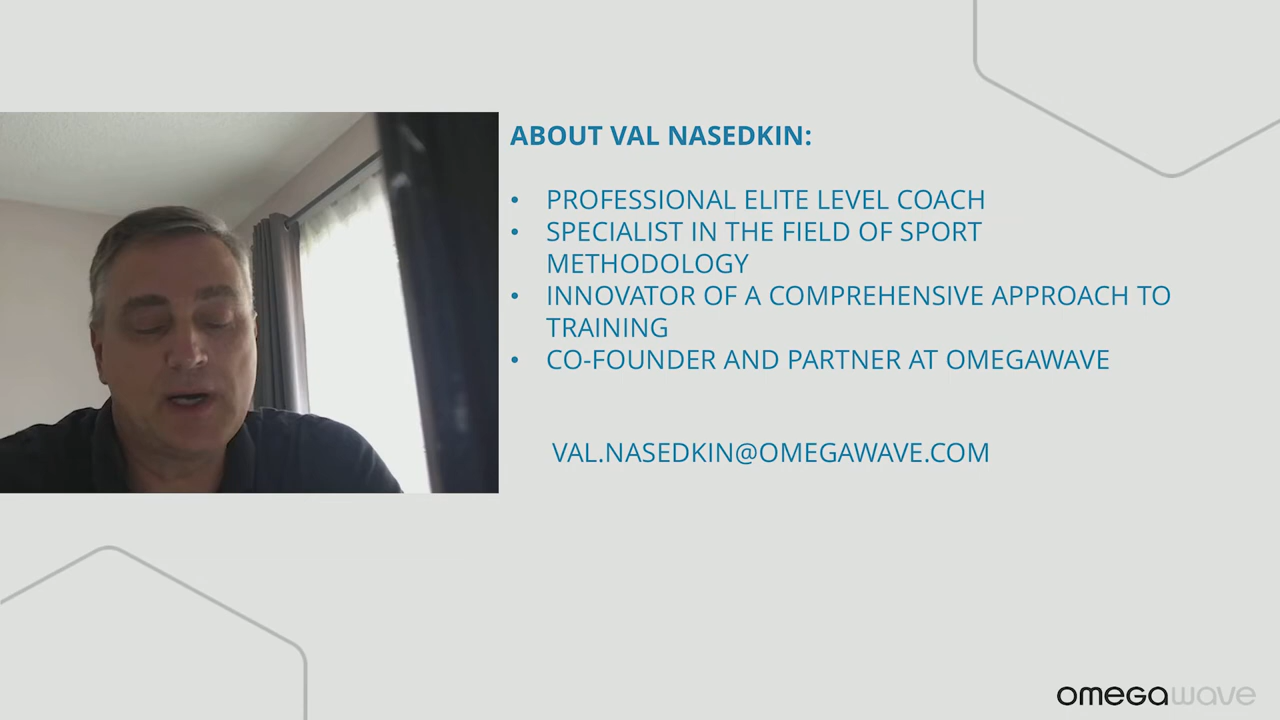 ABOUT VAL NASEDKIN:
• PROFESSIONAL ELITE LEVEL COACH
• SPECIALIST IN THE FIELD OF SPORT
METHODOLOGY
• INNOVATOR OF A COMPREHENSIVE APPROACH TO
TRAINING
• CO-FOUNDER AND PARTNER AT OMEGAWAVE
VAL.NASEDKIN@OMEGAWAVE.COM
omegawave